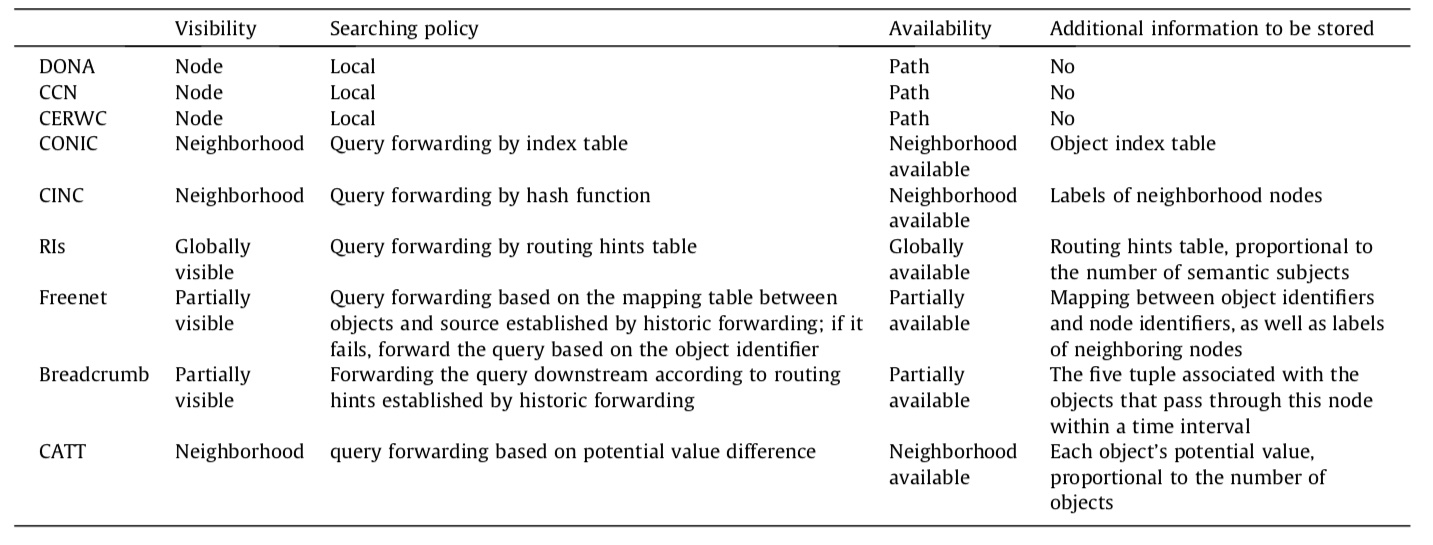 Visibility Searching policy Availability Additional information to be stored
DONA Node Local Path No
CCN Node Local Path No
CERWC Node Local Path No
CONIC Neighborhood Query forwarding by index table Neighborhood Object index table
available
CINC Neighborhood Query forwarding by hash function Neighborhood Labels of neighborhood nodes
available
RIs Globally Query forwarding by routing hints table Globally Routing hints table, proportional to
visible available the number of semantic subjects
Freenet Partially Query forwarding based on the mapping table between Partially Mapping between object identifiers
visible objects and source established by historic forwarding; if it available and node identifiers, as well as labels
fails, forward the query based on the object identifier of neighboring nodes
Breadcrumb Partially Forwarding the query downstream according to routing Partially The five tuple associated with the
visible hints established by historic forwarding available objects that pass through this node
within a time interval
CATT Neighborhood query forwarding based on potential value difference Neighborhood Each object's potential value,
available proportional to the number of
objects